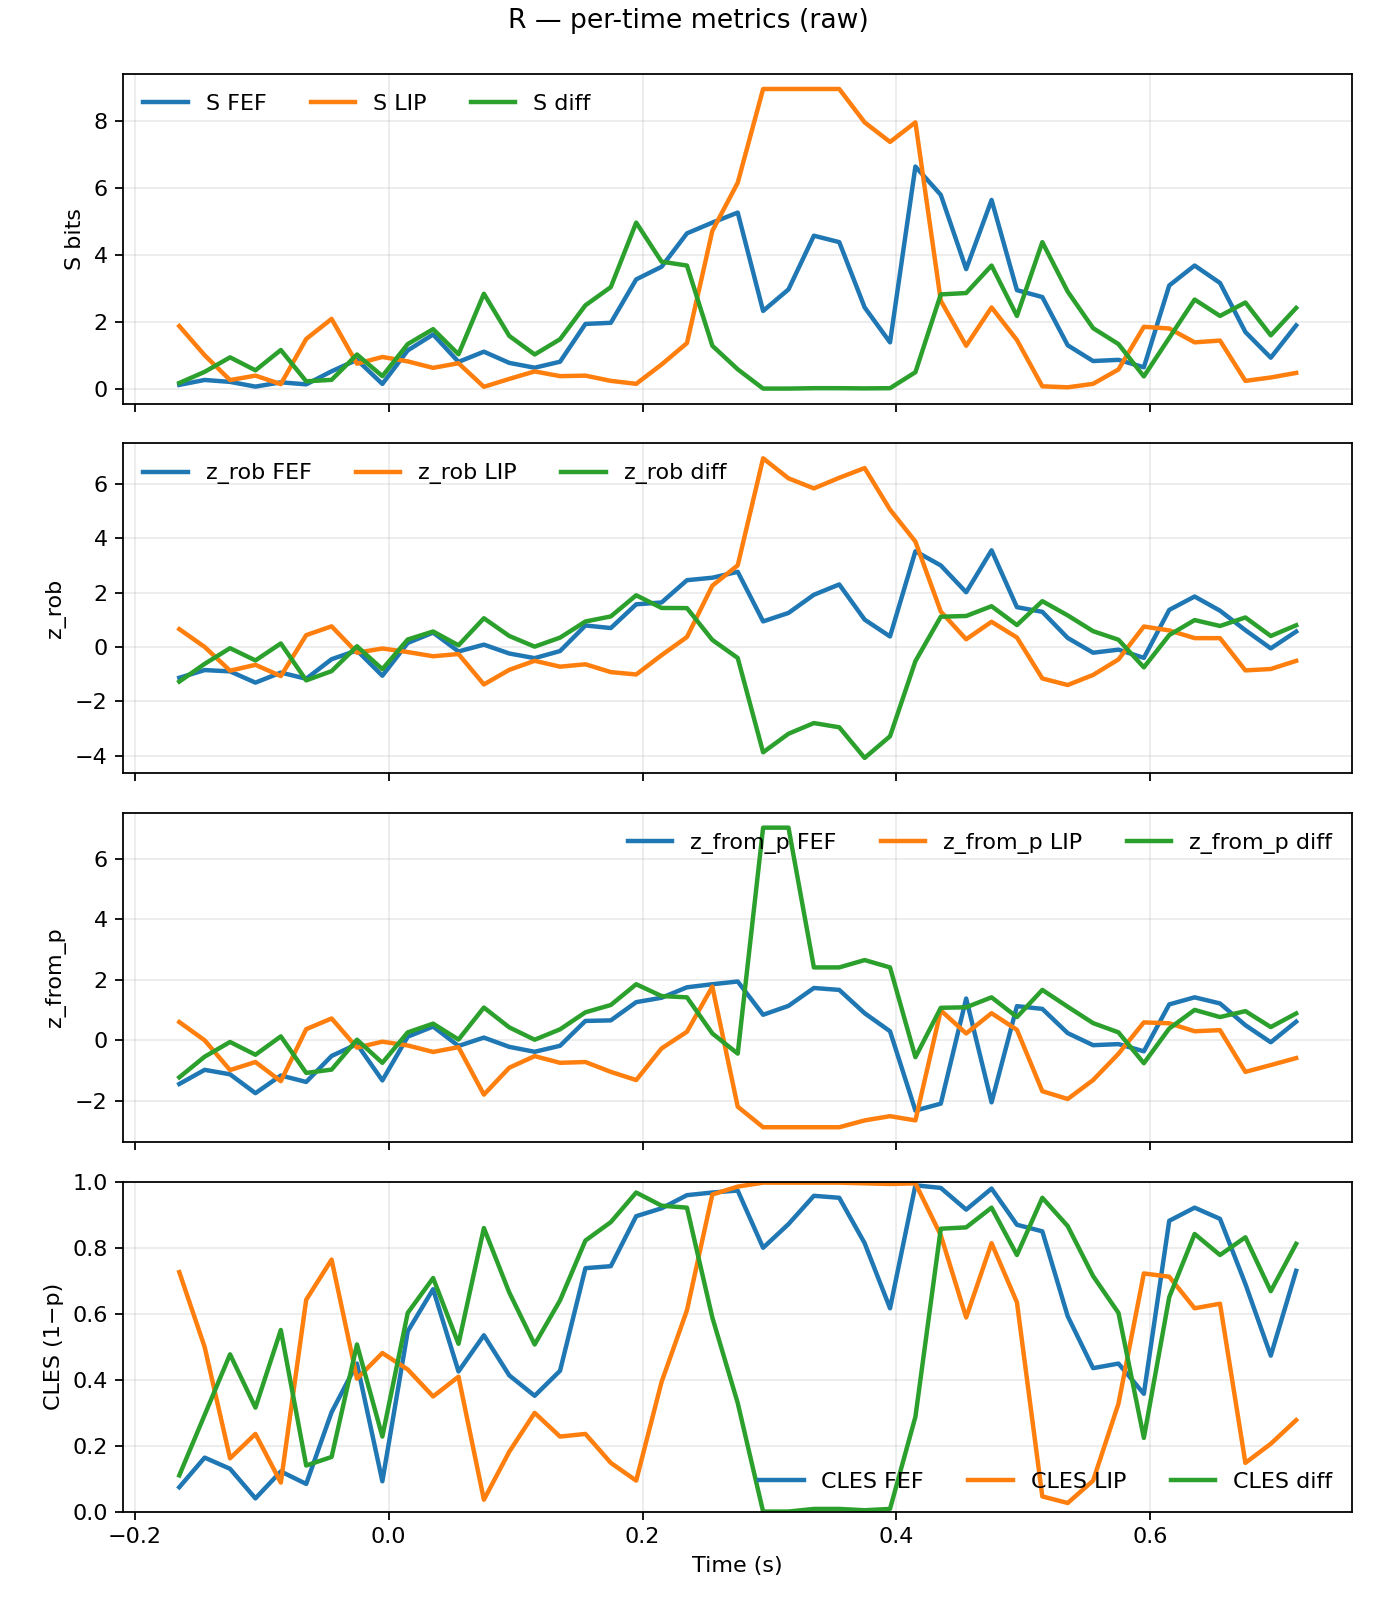 R — per-time metrics (raw)
S FEF S LIP S diff
8
6
4
2
0
S bits
z_rob FEF z_rob LIP z_rob diff
6
4
2
0
−2
−4
z_rob
z_from_p FEF z_from_p LIP z_from_p diff
6
4
2
0
−2
z_from_p
1.0
0.8
0.6
0.4
0.2
0.0
CLES (1−p)
CLES FEF CLES LIP CLES diff
−0.2 0.0 0.2 0.4 0.6
Time (s)